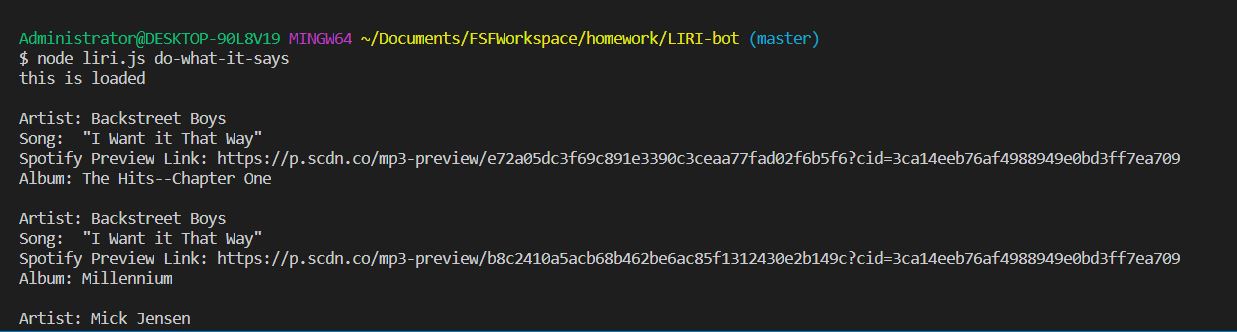 Administrator@DESKTOP-90L8V19 MINGW64 ~/Documents/FSFWorkspace/homework/LIRI-bot (master)
$ node liri.js do-what-it-says
this is loaded
Artist: Backstreet Boys
Song:  "I Want it That Way"
Spotify Preview Link: https://p.scdn.co/mp3-preview/e72a05dc3f69c891e3390c3ceaa77fad02f6b5f6?cid=3ca14eeb76af4988949e0bd3ff7ea709
Album: The Hits--Chapter One
Artist: Backstreet Boys
Song:  "I Want it That Way"
Spotify Preview Link: https://p.scdn.co/mp3-preview/b8c2410a5acb68b462be6ac85f1312430e2b149c?cid=3ca14eeb76af4988949e0bd3ff7ea709
Album: Millennium
Artist: Mick Jensen